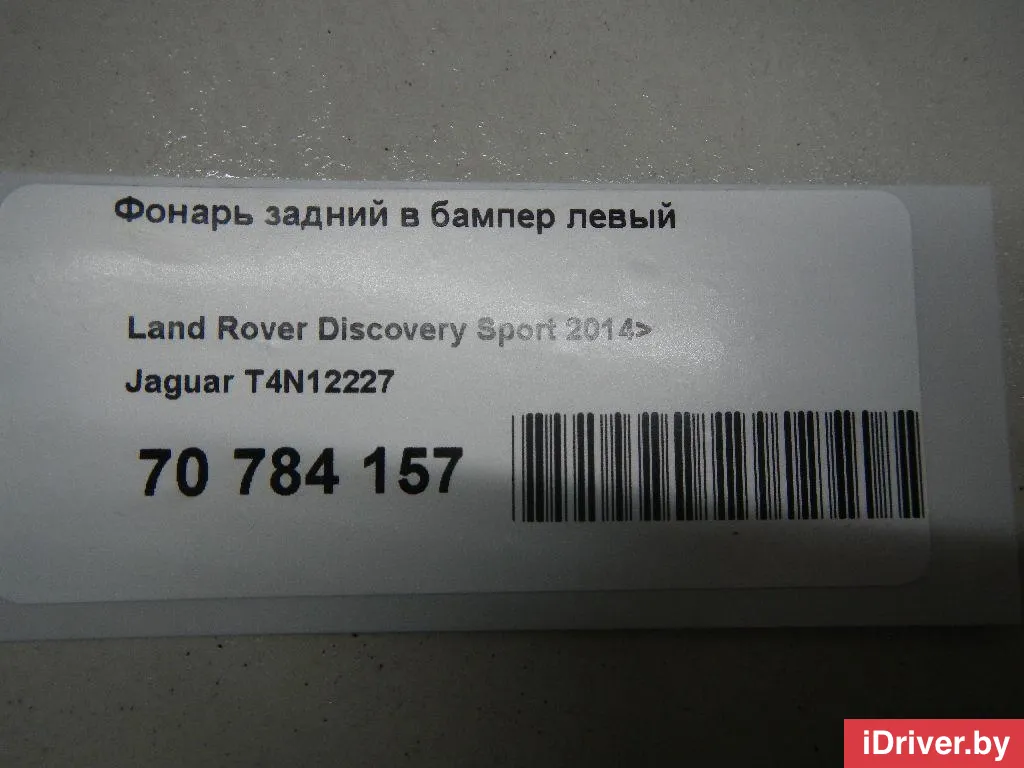 Фонарь задний в бампер левый
Land Rover Discovery Sport 2014>
Jaguar T4N12227
70 784 157
iDriver.by